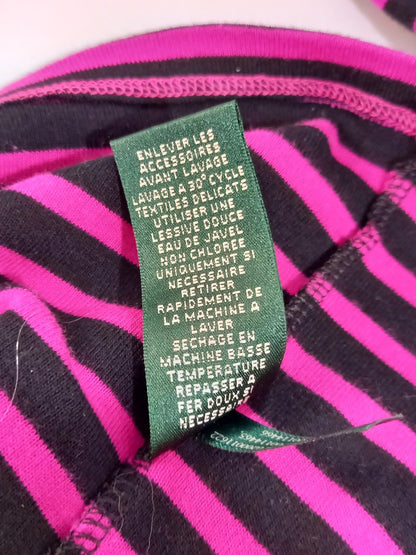 ENLEVER LES
ACCESSOIRES
AVANT LAVAGE
LAVAGE A 30° CYCLE
TEXTILES DELICATS
UTILISER UNE
LESSIVE DOUCE
EAU DE JAVEL
NON CHLOREE
UNIQUEMENT SI
NECESSAIRE
RETIRER
RAPIDEMENT DE
LA MACHINE A
LAVER
SECHAGE EN
MACHINE BASSE
TEMPERATURE
REPASSER A
FER DOUX SI
NECESSAIRE